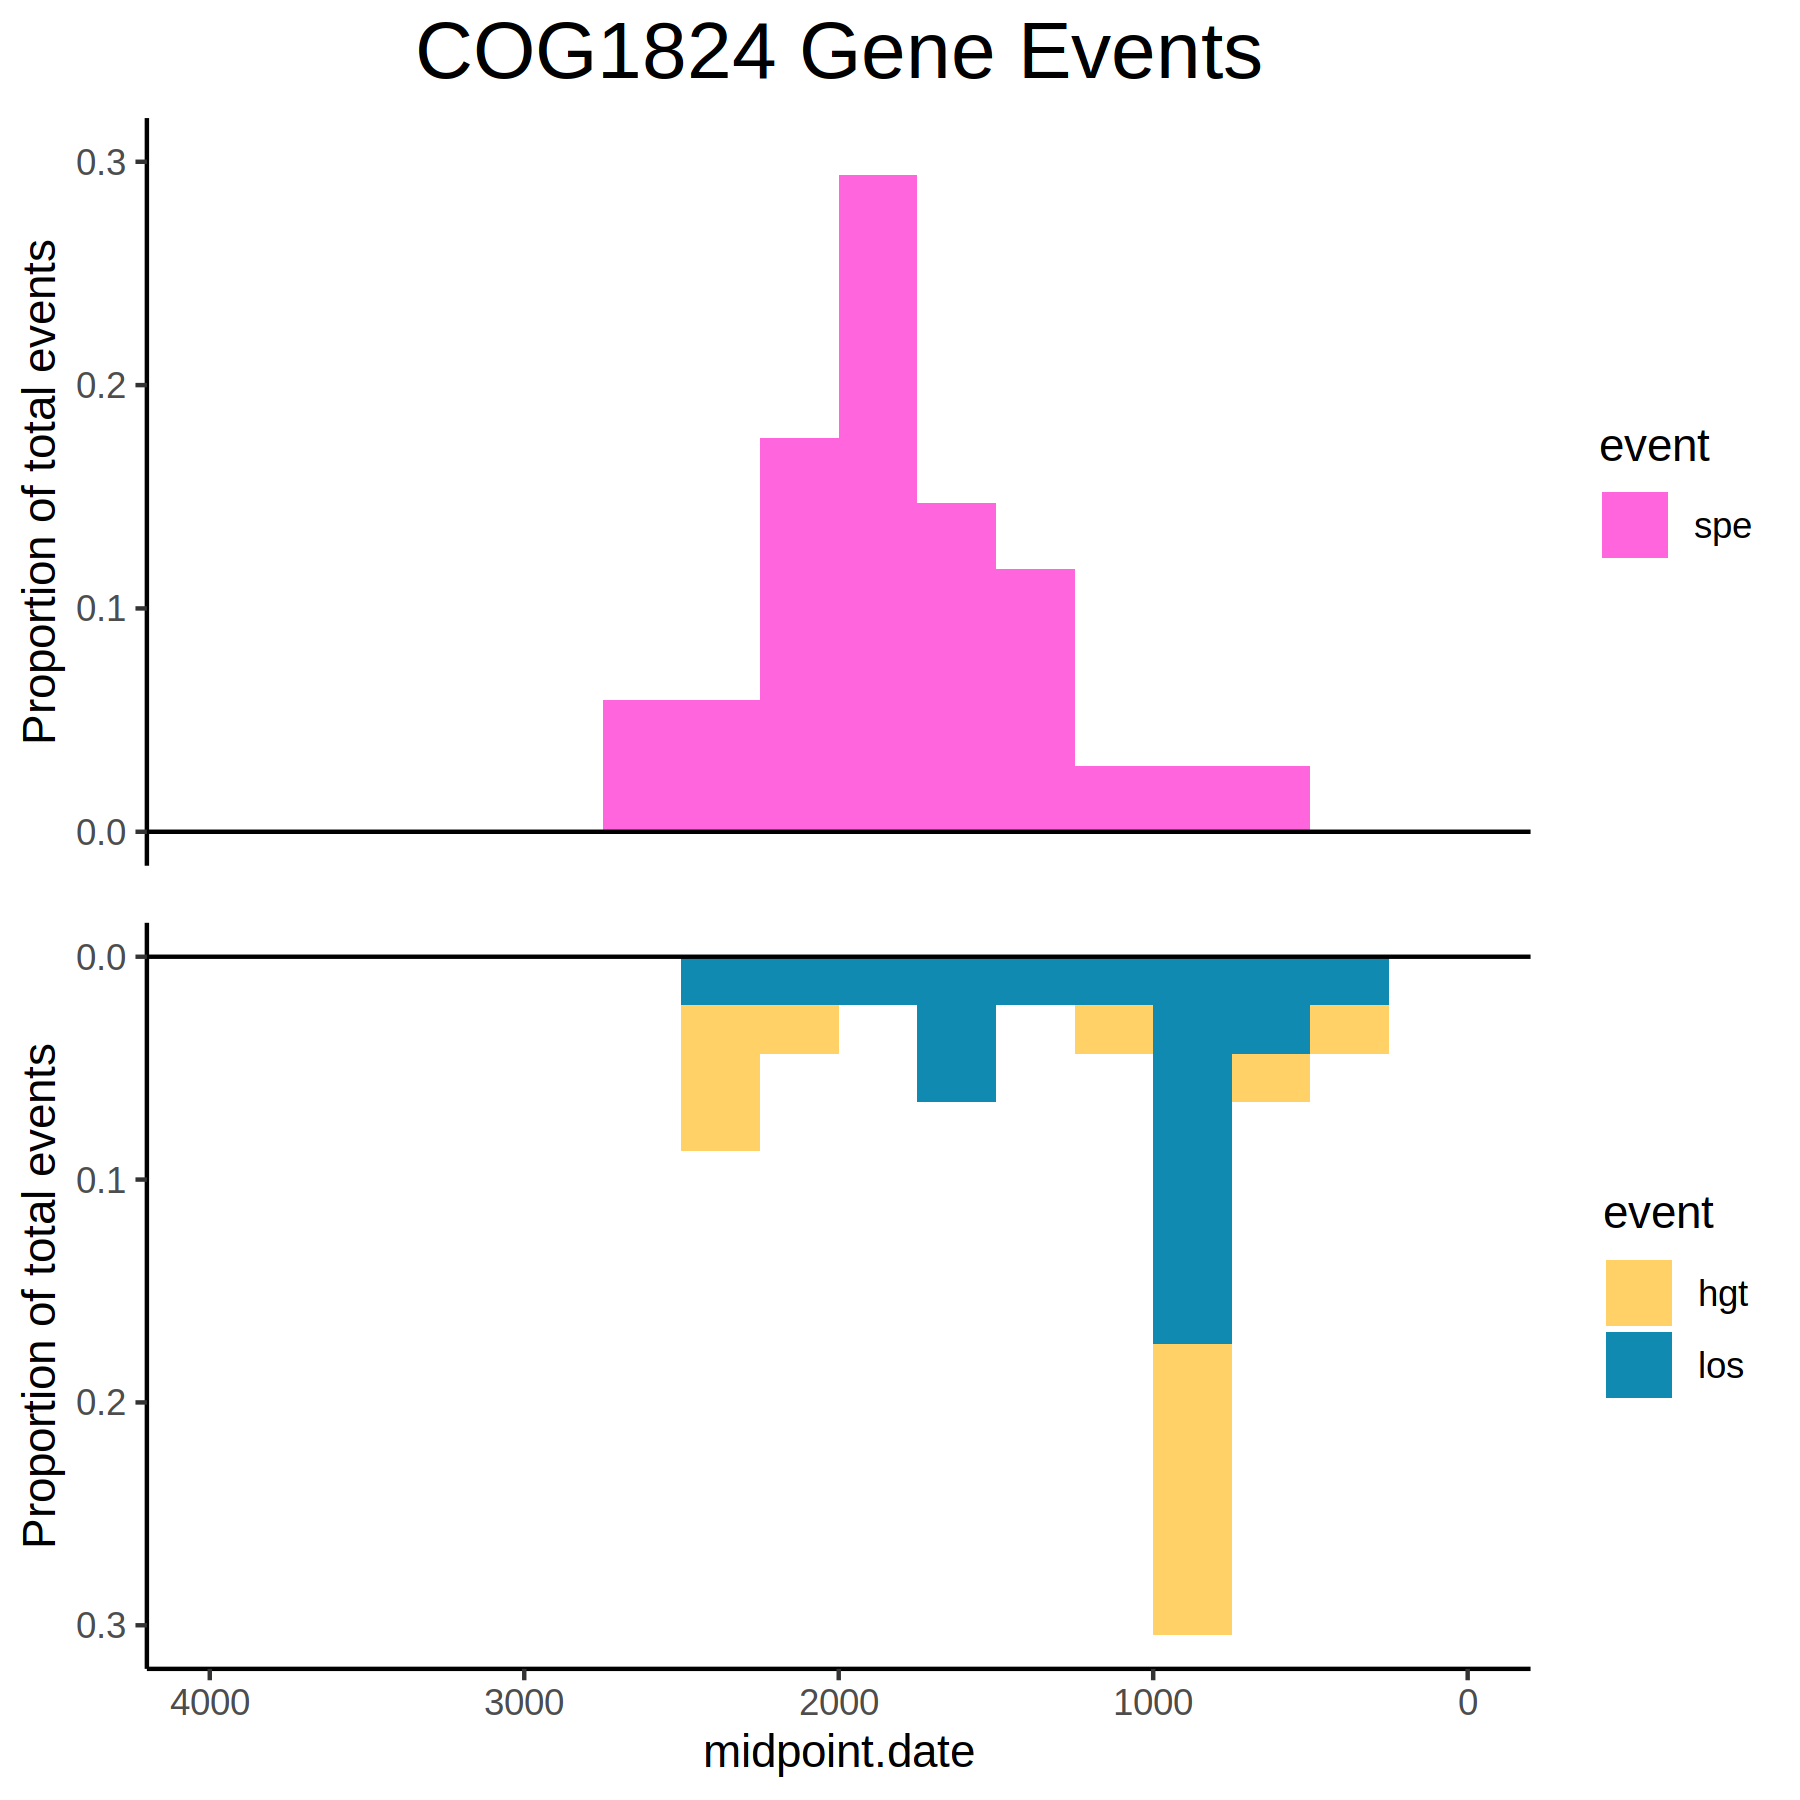 COG1824 Gene Events
Proportion of total events
0.3
0.2
0.1
0.0
event
spe
Proportion of total events
0.0
0.1
0.2
0.3
event
hgt
los
4000 3000 2000 1000 0
midpoint.date